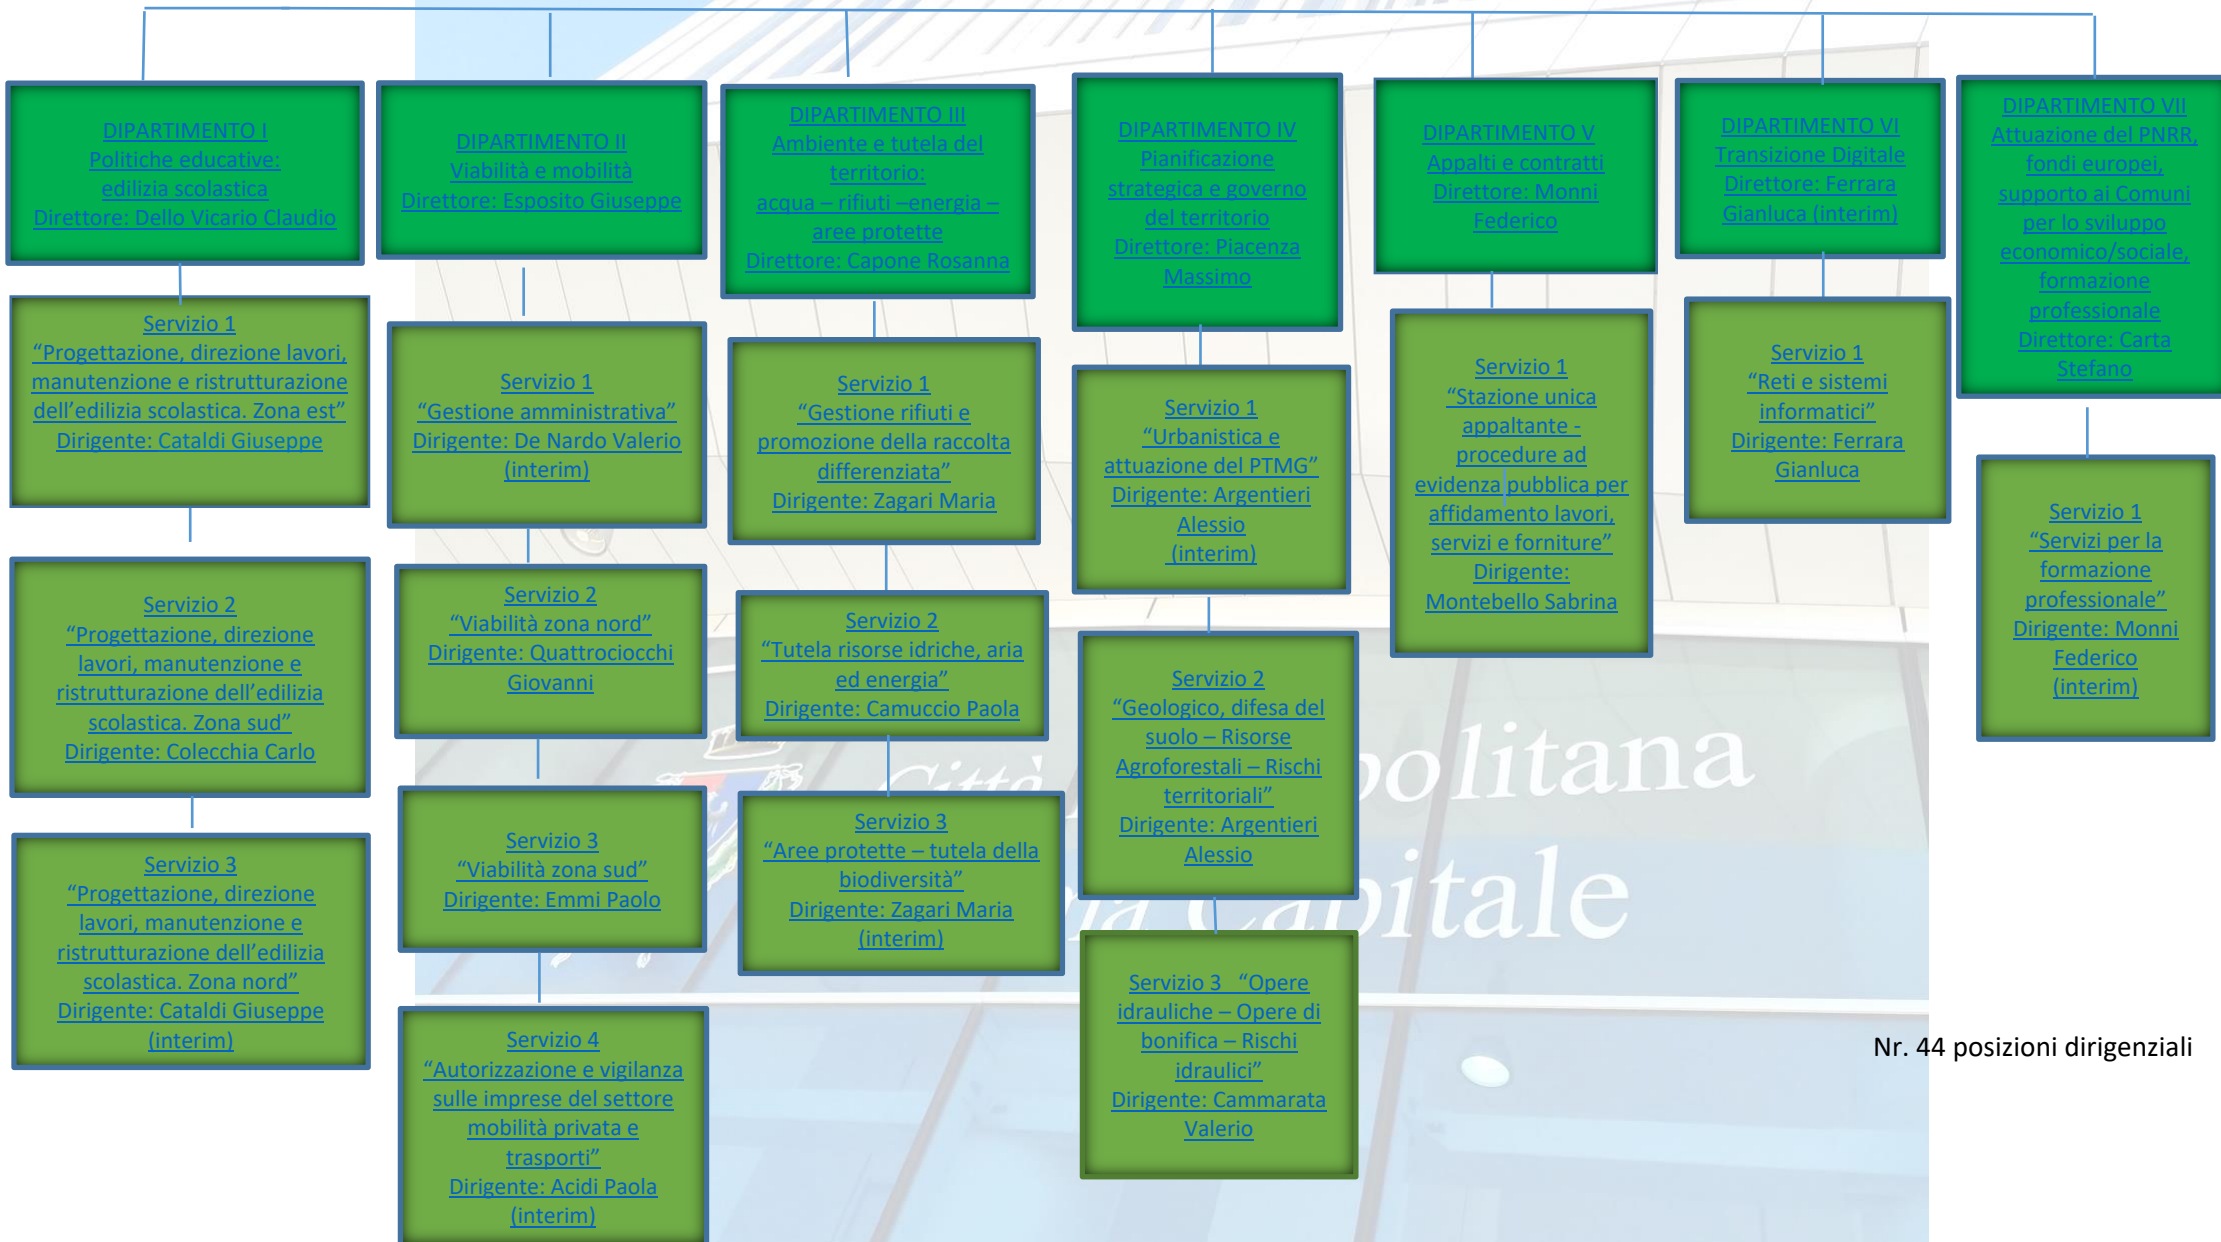 DIPARTIMENTO I
Politiche educative:
edilizia scolastica
Direttore: Dello Vicario Claudio
Servizio 1
“Progettazione, direzione lavori,
manutenzione e ristrutturazione
dell’edilizia scolastica. Zona est”
Dirigente: Cataldi Giuseppe
Servizio 2
“Progettazione, direzione
lavori, manutenzione e
ristrutturazione dell’edilizia
scolastica. Zona sud”
Dirigente: Colecchia Carlo
Servizio 3
“Progettazione, direzione
lavori, manutenzione e
ristrutturazione dell’edilizia
scolastica. Zona nord”
Dirigente: Cataldi Giuseppe
(interim)
DIPARTIMENTO II
Viabilità e mobilità
Direttore: Esposito Giuseppe
Servizio 1
“Gestione amministrativa”
Dirigente: De Nardo Valerio
(interim)
Servizio 2
“Viabilità zona nord”
Dirigente: Quattrociocchi
Giovanni
Servizio 3
“Viabilità zona sud”
Dirigente: Emmi Paolo
Servizio 4
“Autorizzazione e vigilanza
sulle imprese del settore
mobilità privata e
trasporti”
Dirigente: Acidi Paola
(interim)
DIPARTIMENTO III
Ambiente e tutela del
territorio:
acqua – rifiuti –energia –
aree protette
Direttore: Capone Rosanna
Servizio 1
“Gestione rifiuti e
promozione della raccolta
differenziata”
Dirigente: Zagari Maria
Servizio 2
“Tutela risorse idriche, aria
ed energia”
Dirigente: Camuccio Paola
Servizio 3
“Aree protette – tutela della
biodiversità”
Dirigente: Zagari Maria
(interim)
DIPARTIMENTO IV
Pianificazione
strategica e governo
del territorio
Direttore: Piacenza
Massimo
Servizio 1
“Urbanistica e
attuazione del PTMG”
Dirigente: Argentieri
Alessio
(interim)
Servizio 2
“Geologico, difesa del
suolo – Risorse
Agroforestali – Rischi
territoriali”
Dirigente: Argentieri
Alessio
Servizio 3 “Opere
idrauliche – Opere di
bonifica – Rischi
idraulici”
Dirigente: Cammarata
Valerio
DIPARTIMENTO V
Appalti e contratti
Direttore: Monni
Federico
Servizio 1
“Stazione unica
appaltante -
procedure ad
evidenza pubblica per
affidamento lavori,
servizi e forniture”
Dirigente:
Montebello Sabrina
DIPARTIMENTO VI
Transizione Digitale
Direttore: Ferrara
Gianluca (interim)
Servizio 1
“Reti e sistemi
informatici”
Dirigente: Ferrara
Gianluca
DIPARTIMENTO VII
Attuazione del PNRR,
fondi europei,
supporto ai Comuni
per lo sviluppo
economico/sociale,
formazione
professionale
Direttore: Carta
Stefano
Servizio 1
“Servizi per la
formazione
professionale”
Dirigente: Monni
Federico
(interim)
Nr. 44 posizioni dirigenziali
Città politana
Capitale